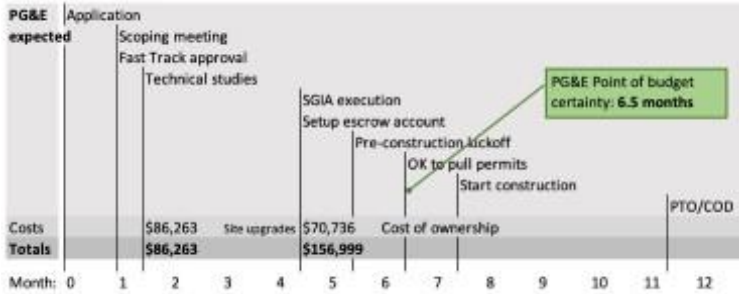 PG&E Application
expected Scoping meeting
Fast Track approval
Technical studies
PG&E Point of budget
certainty: 6.5 months
SGIA execution
Setup escrow account
Pre-construction kickoff
OK to pull permits
Start construction
PTO/COD
Costs $86,263 Site upgrades $70,736 Cost of ownership
Totals $86,263 $156,999
Month: 0 1 2 3 4 5 6 7 8 9 10 11 12